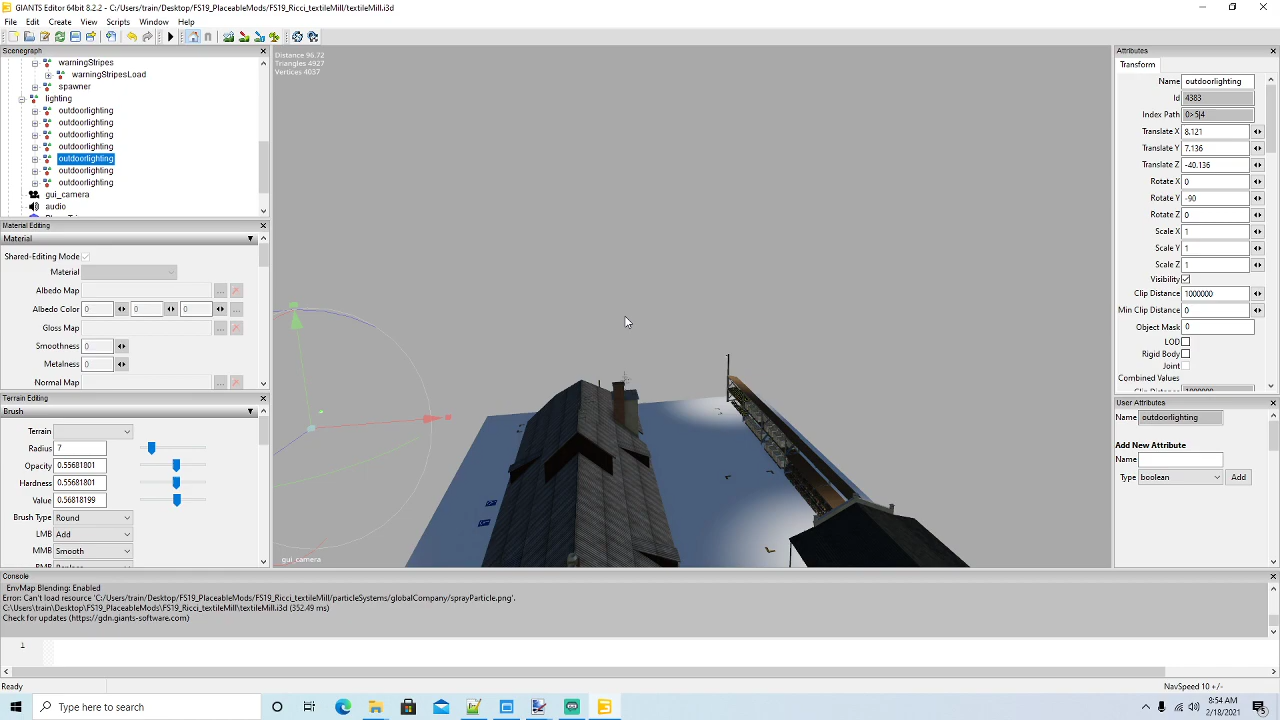 GIANTS Editor 64bit 8.2.2 - C:/Users/train/Desktop/FS19_PlaceableMods/FS19_Ricci_textileMill/textileMill.i3d
File Edit Create View Scripts Window Help
Scenegraph
warningStripes
warningStripesLoad
spawner
lighting
outdoorlighting
outdoorlighting
outdoorlighting
outdoorlighting
outdoorlighting
outdoorlighting
outdoorlighting
gui_camera
audio
Material Editing
Material
Shared-Editing Mode
Material
Albedo Map
Albedo Color 0 0 0
Gloss Map
Smoothness 0
Metalness 0
Normal Map
Terrain Editing
Brush
Terrain
Radius 7
Opacity 0.55681801
Hardness 0.55681801
Value 0.56818199
Brush Type Round
LMB Add
MMB Smooth
Distance 96.72
Triangles 4927
Vertices 4037
gui_camera
Attributes
Transform
Name outdoorlighting
Id 4383
Index Path 0>5|4
Translate X 8.121
Translate Y 7.136
Translate Z -40.136
Rotate X 0
Rotate Y -90
Rotate Z 0
Scale X 1
Scale Y 1
Scale Z 1
Visibility
Clip Distance 1000000
Min Clip Distance 0
Object Mask 0
LOD
Rigid Body
Joint
Combined Values
User Attributes
Name outdoorlighting
Add New Attribute
Name
Type boolean Add
Console
EnvMap Blending: Enabled
Error: Can't load resource 'C:/Users/train/Desktop/FS19_PlaceableMods/FS19_Ricci_textileMill/particleSystems/globalCompany/sprayParticle.png'.
C:\Users\train\Desktop\FS19_PlaceableMods\FS19_Ricci_textileMill\textileMill.i3d (352.49 ms)
Check for updates (https://gdn.giants-software.com)
1
Ready
NavSpeed 10 +/-
Type here to search
8:54 AM
2/18/2021